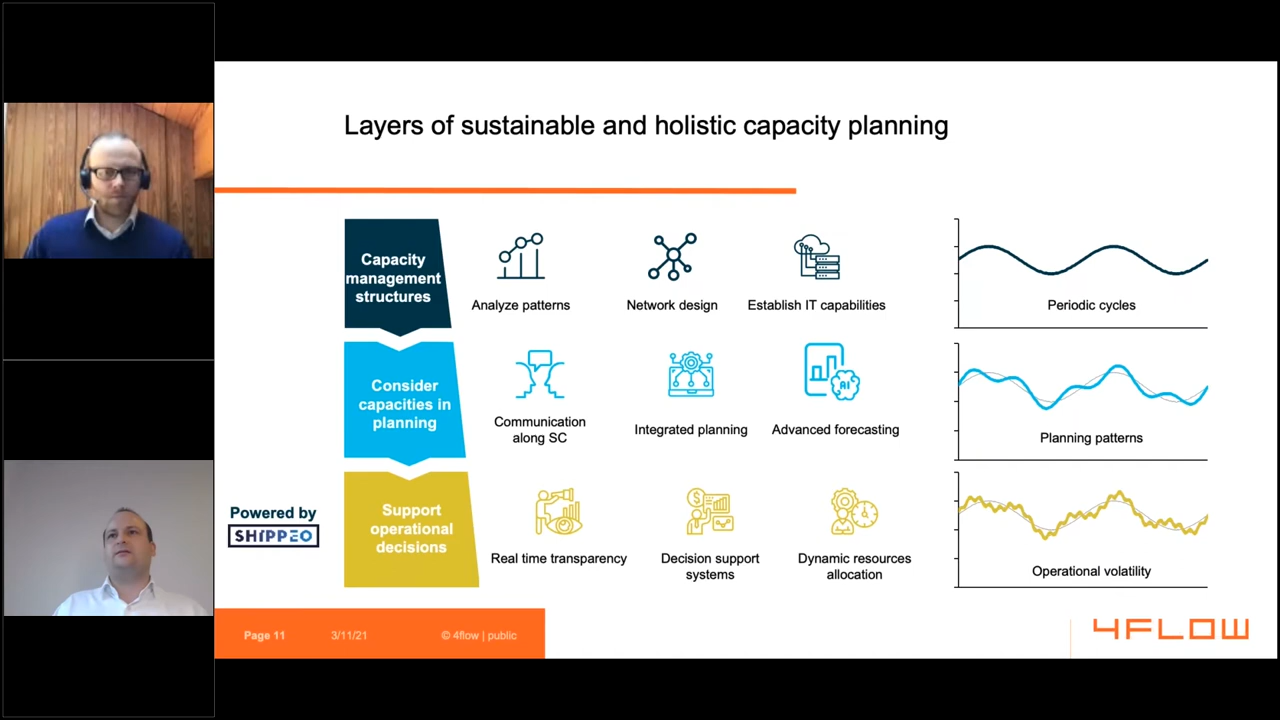 Layers of sustainable and holistic capacity planning
Capacity
management
structures
Analyze patterns
Network design
Establish IT capabilities
Periodic cycles
Consider
capacities in
planning
Communication
along SC
Integrated planning
AI
Advanced forecasting
Planning patterns
Powered by
SHIPPEO
Support
operational
decisions
Real time transparency
$
Decision support
systems
Dynamic resources
allocation
Operational volatility
Page 11
3/11/21
© 4flow | public
4FLOW